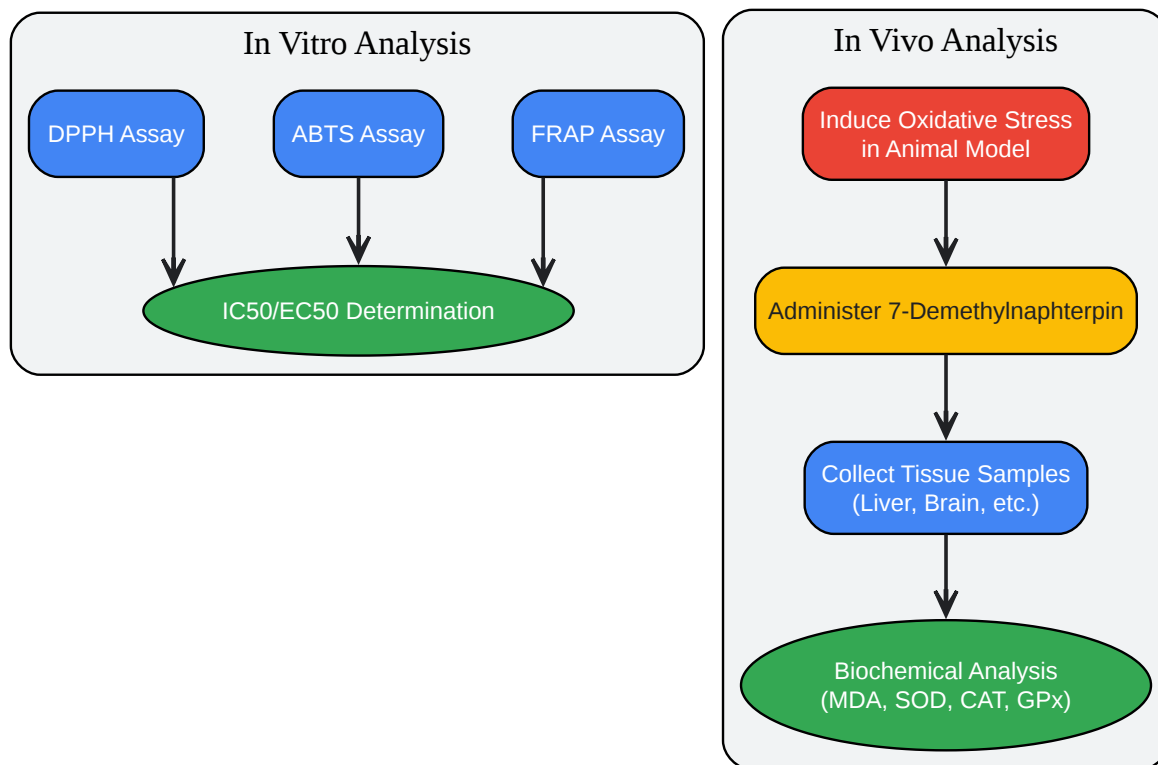 In Vitro Analysis
DPPH Assay
ABTS Assay
FRAP Assay
IC50/EC50 Determination
In Vivo Analysis
Induce Oxidative Stress
in Animal Model
Administer 7-Demethylnaphterpin
Collect Tissue Samples
(Liver, Brain, etc.)
Biochemical Analysis
(MDA, SOD, CAT, GPx)